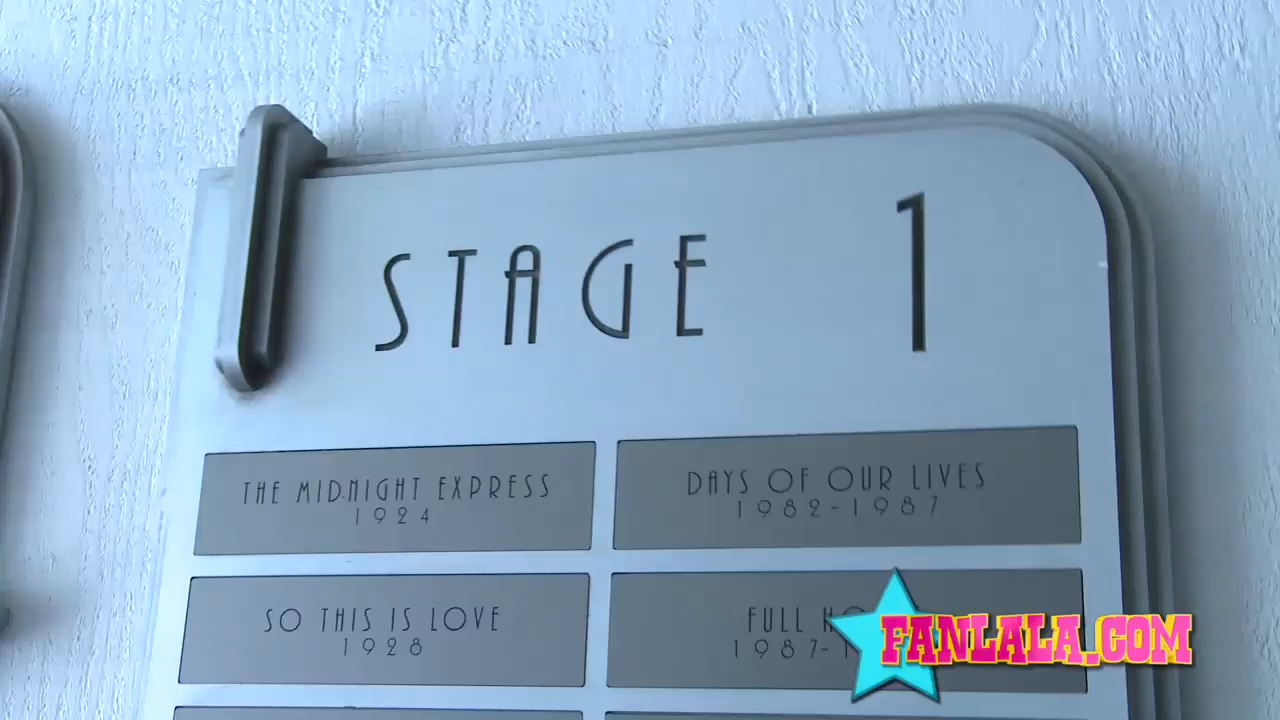 STAGE 1
THE MIDNIGHT EXPRESS
1924
DAYS OF OUR LIVES
1982-1987
SO THIS IS LOVE
1928
FULL
1987-
FANLALA.COM